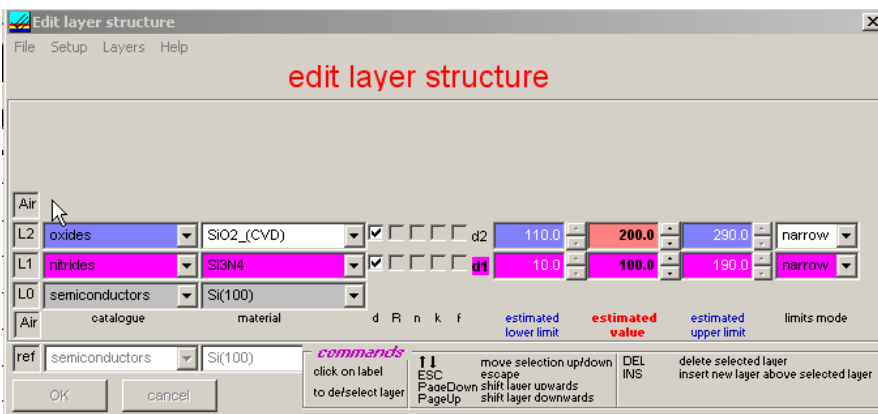 Edit layer structure
File Setup Layers Help
edit layer structure
Air
L2 oxides SiO2_(CVD) d2 110.0 200.0 290.0 narrow
L1 nitrides Si3N4 d1 10.0 100.0 190.0 narrow
L0 semiconductors Si(100)
Air catalogue material d R n k f estimated lower limit estimated value estimated upper limit limits mode
ref semiconductors Si(100)
commands
click on label
to de/select layer
↑↓ move selection up/down
ESC escape
PageDown shift layer upwards
PageUp shift layer downwards
DEL delete selected layer
INS insert new layer above selected layer
OK cancel